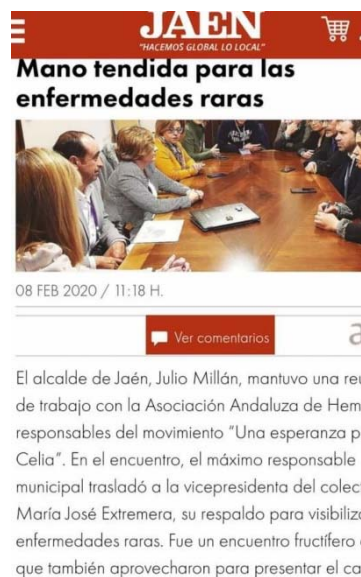 JAEN
"HACEMOS GLOBAL LO LOCAL"
Mano tendida para las
enfermedades raras
08 FEB 2020 / 11:18 H.
Ver comentarios
a
El alcalde de Jaén, Julio Millán, mantuvo una
de trabajo con la Asociación Andaluza de
responsables del movimiento "Una esperanza
Celia". En el encuentro, el máximo responsable
municipal trasladó a la vicepresidenta del
María José Extremera, su respaldo para
enfermedades raras. Fue un encuentro fructífero
que también aprovecharon para presentar el